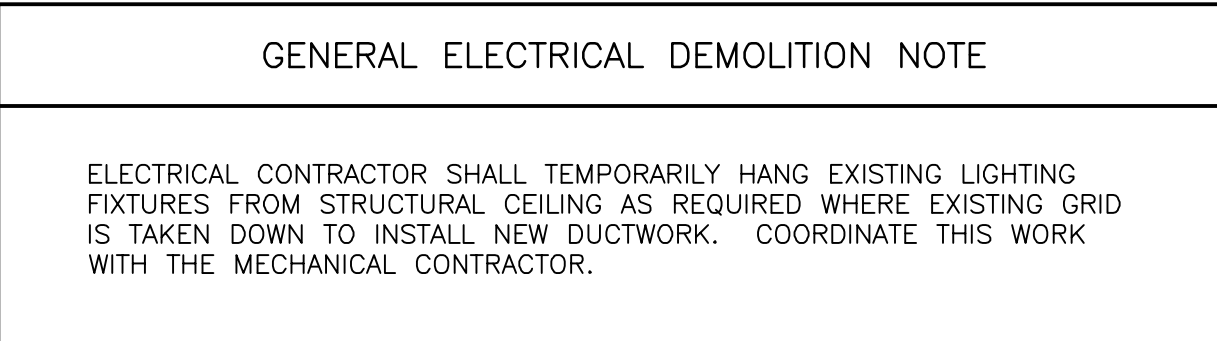 GENERAL ELECTRICAL DEMOLITION NOTE
ELECTRICAL CONTRACTOR SHALL TEMPORARILY HANG EXISTING LIGHTING
FIXTURES FROM STRUCTURAL CEILING AS REQUIRED WHERE EXISTING GRID
IS TAKEN DOWN TO INSTALL NEW DUCTWORK. COORDINATE THIS WORK
WITH THE MECHANICAL CONTRACTOR.